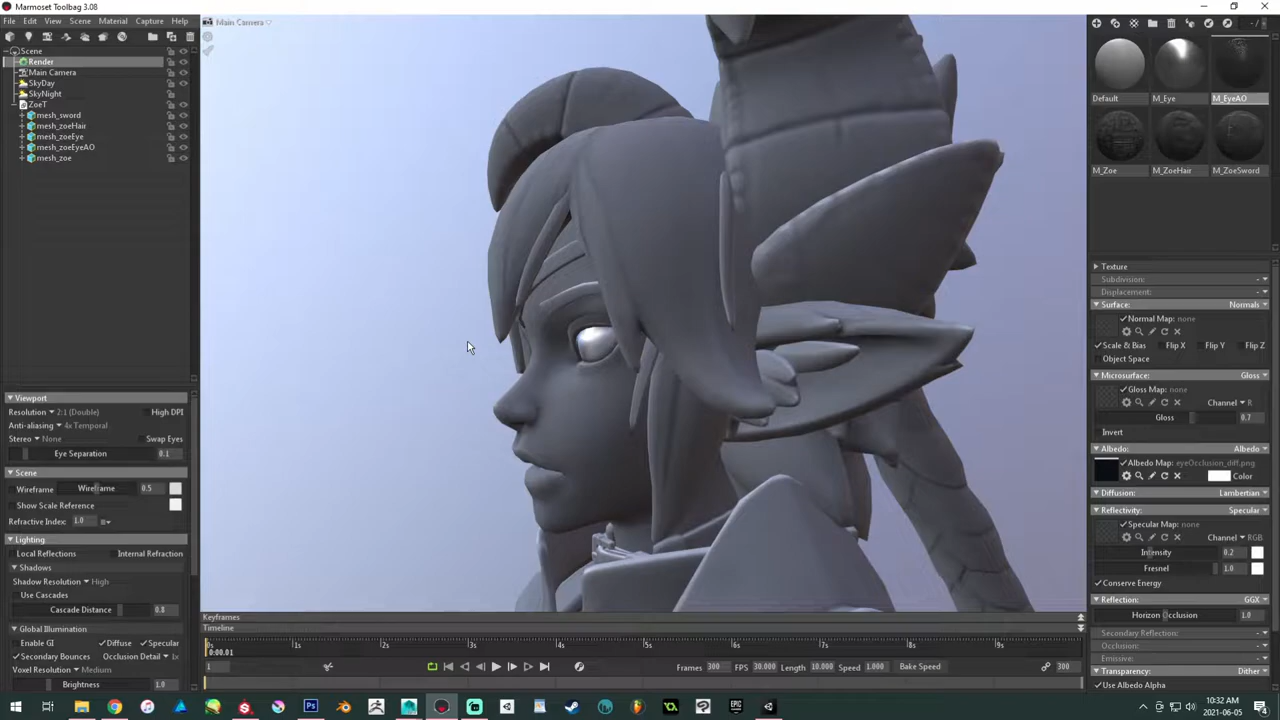 Marmoset Toolbag 3.08
File Edit View Scene Material Capture Help
Scene
Render
Main Camera
SkyDay
SkyNight
ZoeT
mesh_sword
mesh_zoeHair
mesh_zoeEye
mesh_zoeEyeAO
mesh_zoe
Viewport
Resolution 2:1 (Double) High DPI
Anti-aliasing 4x Temporal
Stereo None Swap Eyes
Eye Separation 0.1
Scene
Wireframe Wireframe 0.5
Show Scale Reference
Refractive Index: 1.0
Lighting
Local Reflections Internal Refraction
Shadows
Shadow Resolution High
Use Cascades
Cascade Distance 0.8
Global Illumination
Enable GI Diffuse Specular
Secondary Bounces Occlusion Detail 1x
Voxel Resolution Medium
Brightness 1.0
Main Camera
Keyframes
Timeline
0s 1s 2s 3s 4s 5s 6s 7s 8s 9s
0:00.01
1 Frames 300 FPS 30.000 Length 10.000 Speed 1.000 Bake Speed 300
Default M_Eye M_EyeAO
M_Zoe M_ZoeHair M_ZoeSword
Texture
Subdivision:
Displacement:
Surface: Normals
Normal Map: none
Scale & Bias Flip X Flip Y Flip Z
Object Space
Microsurface: Gloss
Gloss Map: none
Channel R
Gloss 0.7
Invert
Albedo: Albedo
Albedo Map: eyeOcclusion_diff.png
Color
Diffusion: Lambertian
Reflectivity: Specular
Specular Map: none
Channel RGB
Intensity 0.2
Fresnel 1.0
Conserve Energy
Reflection: GGX
Horizon Occlusion 1.0
Secondary Reflection:
Occlusion:
Emissive:
Transparency: Dither
Use Albedo Alpha
10:32 AM
2021-06-05